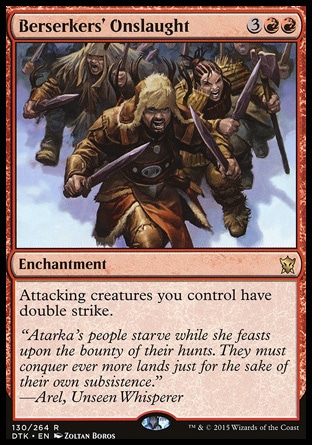 Berserkers' Onslaught 3
Enchantment
Attacking creatures you control have
double strike.
“Atarka's people starve while she feasts
upon the bounty of their hunts. They must
conquer ever more lands just for the sake of
their own subsistence.”
—Arel, Unseen Whisperer
130/264 R
DTK • EN ZOLTAN BOROS
™ & © 2015 Wizards of the Coast